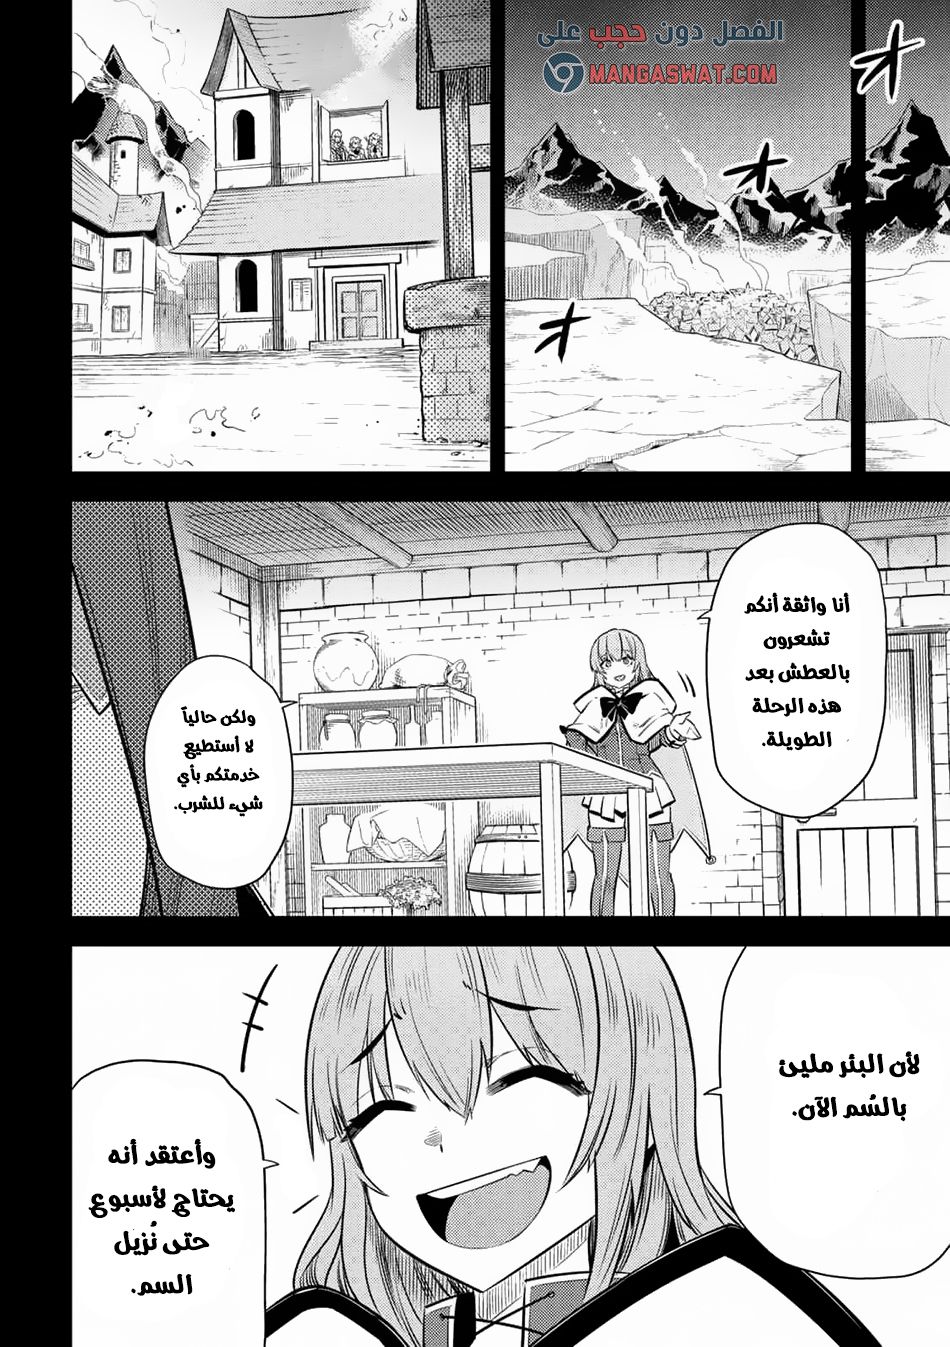 الفصل دون حجب على
MANGASWAT.COM
أنا واثقة أنكم
تشعرون
بالعطش بعد
هذه الرحلة
الطويلة.
ولكن حالياً
لا أستطيع
خدمتكم بأي
شيء للشرب.
لأن البئر مليئ
بالسُم الآن.
وأعتقد أنه
يحتاج لأسبوع
حتى نُزيل
السم.